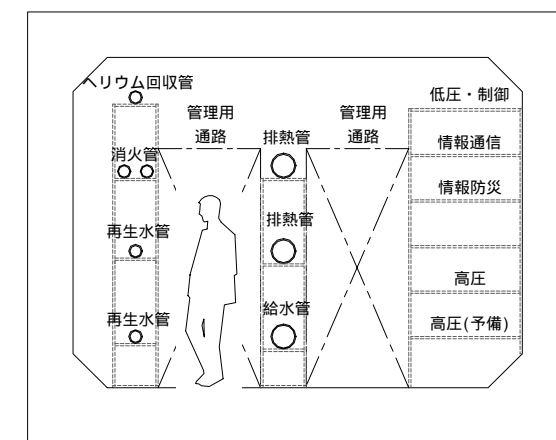 ヘリウム回収管
消火管
再生水管
再生水管
管理用
通路
排熱管
排熱管
給水管
管理用
通路
低圧・制御
情報通信
情報防災
高圧
高圧(予備)